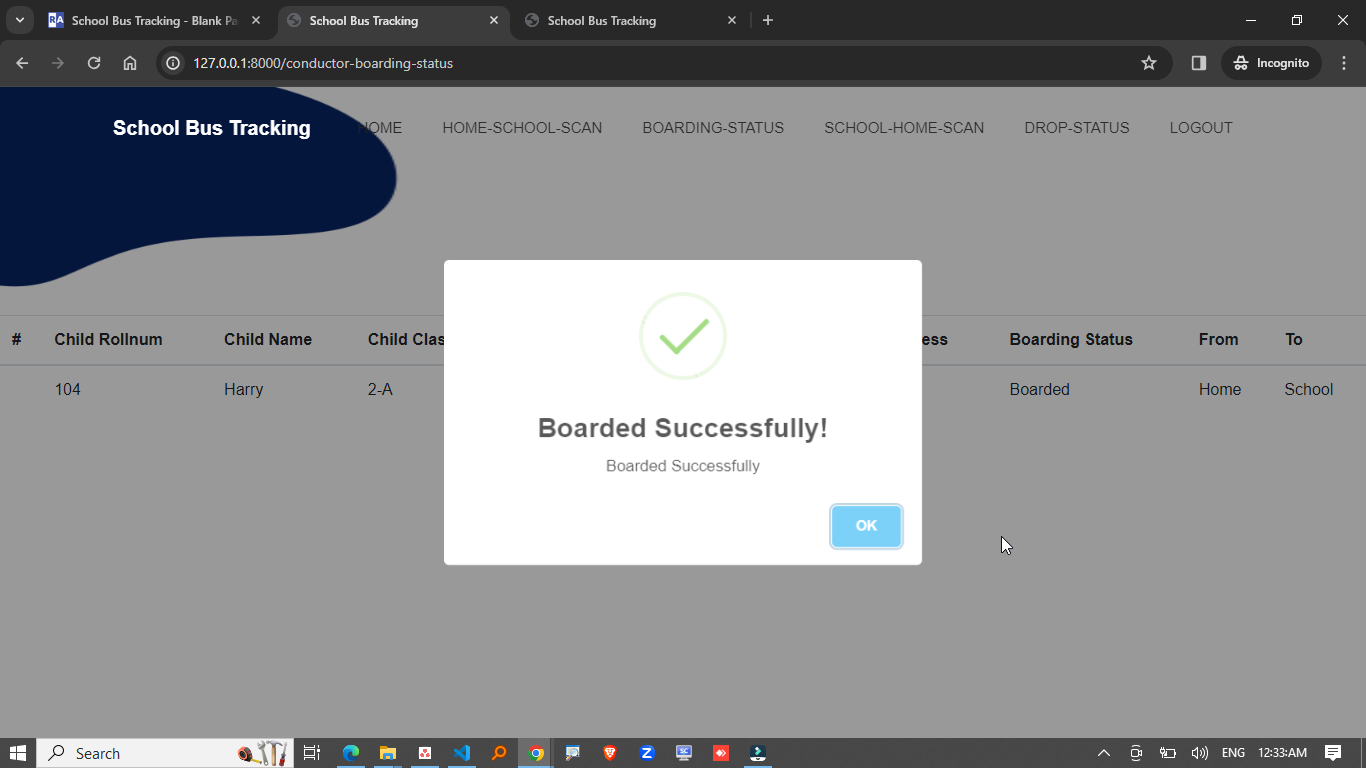 School Bus Tracking - Blank Pa
School Bus Tracking
School Bus Tracking
127.0.0.1:8000/conductor-boarding-status
Incognito
School Bus Tracking
HOME
HOME-SCHOOL-SCAN
BOARDING-STATUS
SCHOOL-HOME-SCAN
DROP-STATUS
LOGOUT
# Child Rollnum Child Name Child Clas ess Boarding Status From To
104 Harry 2-A Boarded Home School
Boarded Successfully!
Boarded Successfully
OK
Search
ENG 12:33 AM